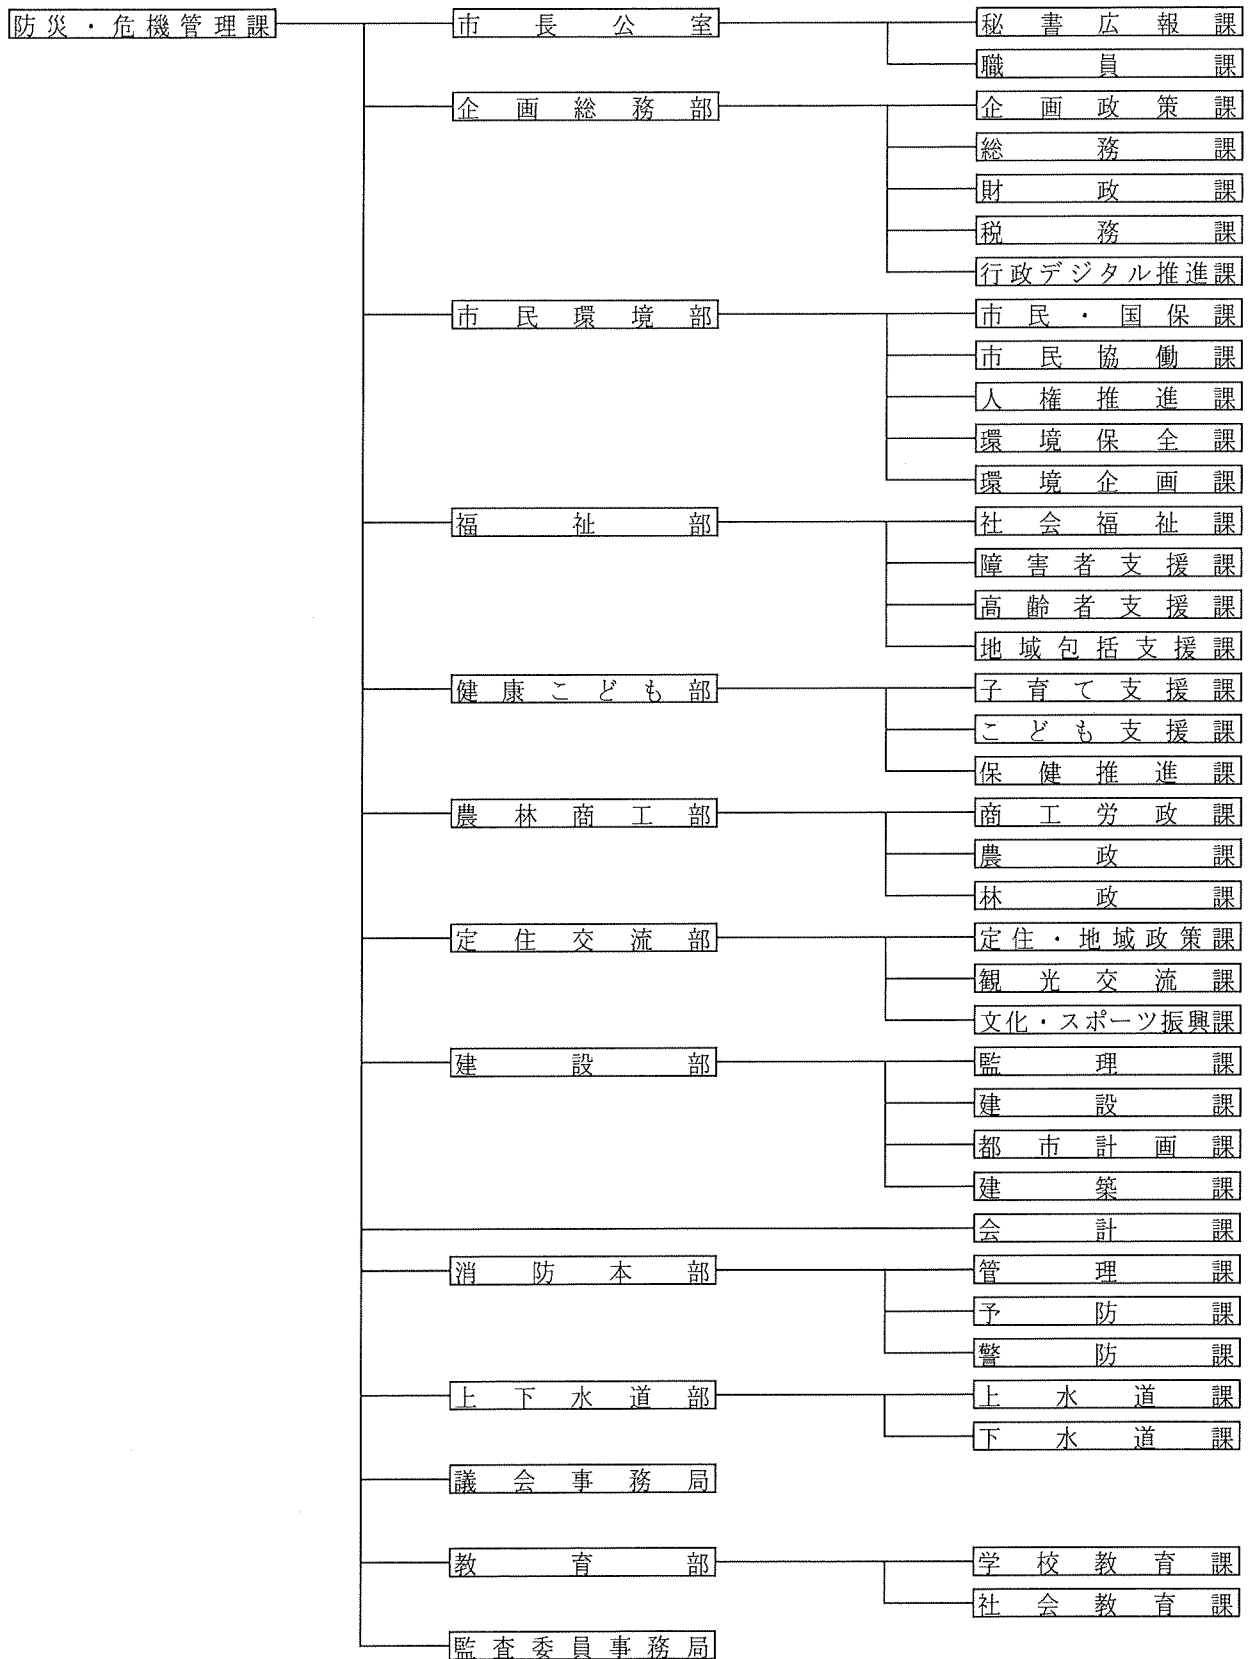 防災・危機管理課
市長公室
秘書広報課
職員課
企画総務部
企画政策課
総務課
財政課
税務課
行政デジタル推進課
市民環境部
市民・国保課
市民協働課
人権推進課
環境保全課
環境企画課
福祉部
社会福祉課
障害者支援課
高齢者支援課
地域包括支援課
健康こども部
子育て支援課
こども支援課
保健推進課
農林商工部
商工労政課
農政課
林政課
定住交流部
定住・地域政策課
観光交流課
文化・スポーツ振興課
建設部
監理課
建設課
都市計画課
建築課
会計課
消防本部
管理課
予防課
警防課
上下水道部
上水道課
下水道課
議会事務局
教育部
学校教育課
社会教育課
監査委員事務局